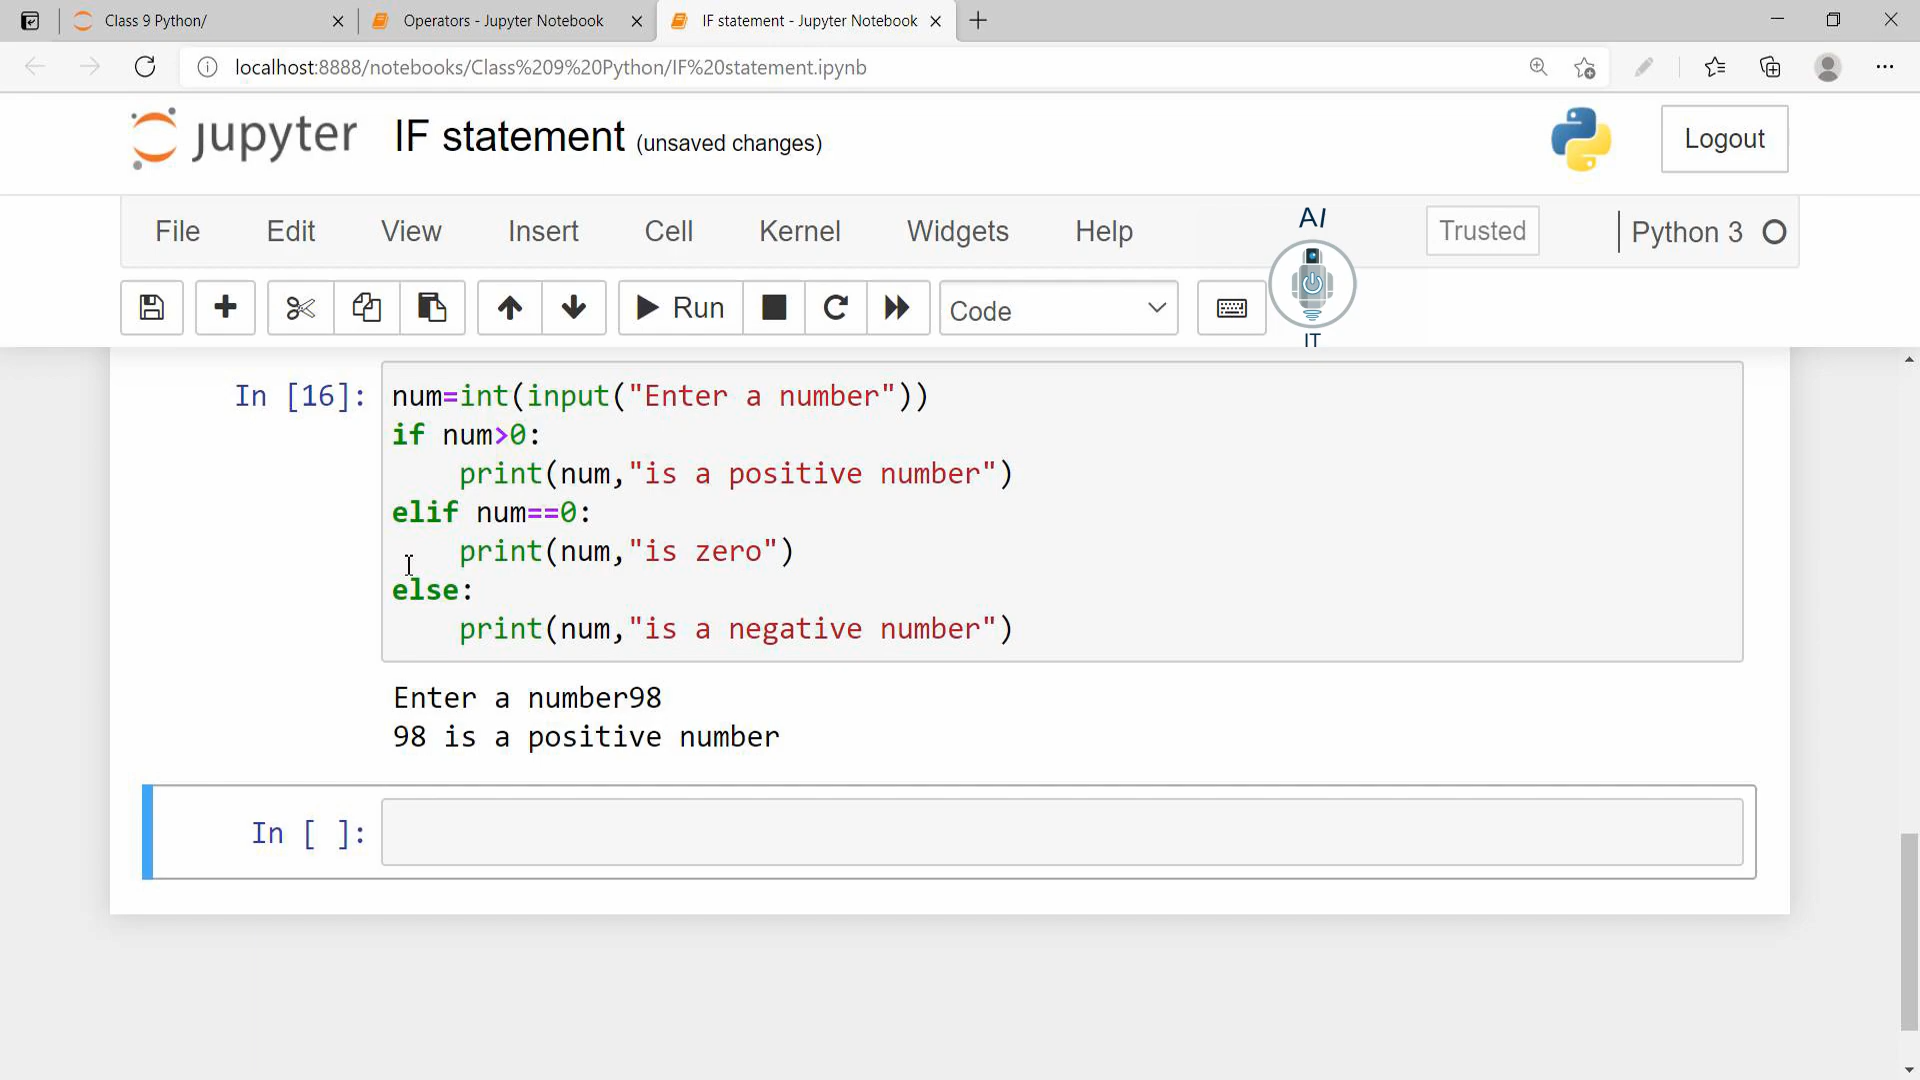 Class 9 Python/
Operators - Jupyter Notebook
IF statement - Jupyter Notebook
localhost:8888/notebooks/Class%209%20Python/IF%20statement.ipynb
jupyter IF statement (unsaved changes)
Logout
File Edit View Insert Cell Kernel Widgets Help
AI
Trusted
Python 3
Run
Code
IT
In [16]:
num=int(input("Enter a number"))
if num>0:
    print(num,"is a positive number")
elif num==0:
    print(num,"is zero")
else:
    print(num,"is a negative number")
Enter a number98
98 is a positive number
In [ ]: